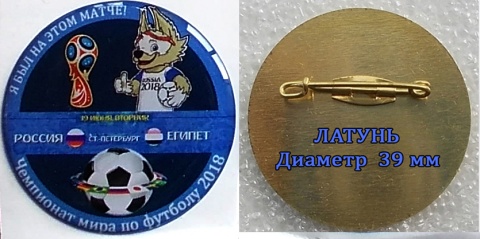 Я БЫЛ НА ЭТОМ МАТЧЕ!
RUSSIA
2018
19 ИЮНЯ, ВТОРНИК
РОССИЯ
СТ-ПЕТЕРБУРГ
ЕГИПЕТ
чемпионат мира по футболу 2018
ЛАТУНЬ
Диаметр 39 мм